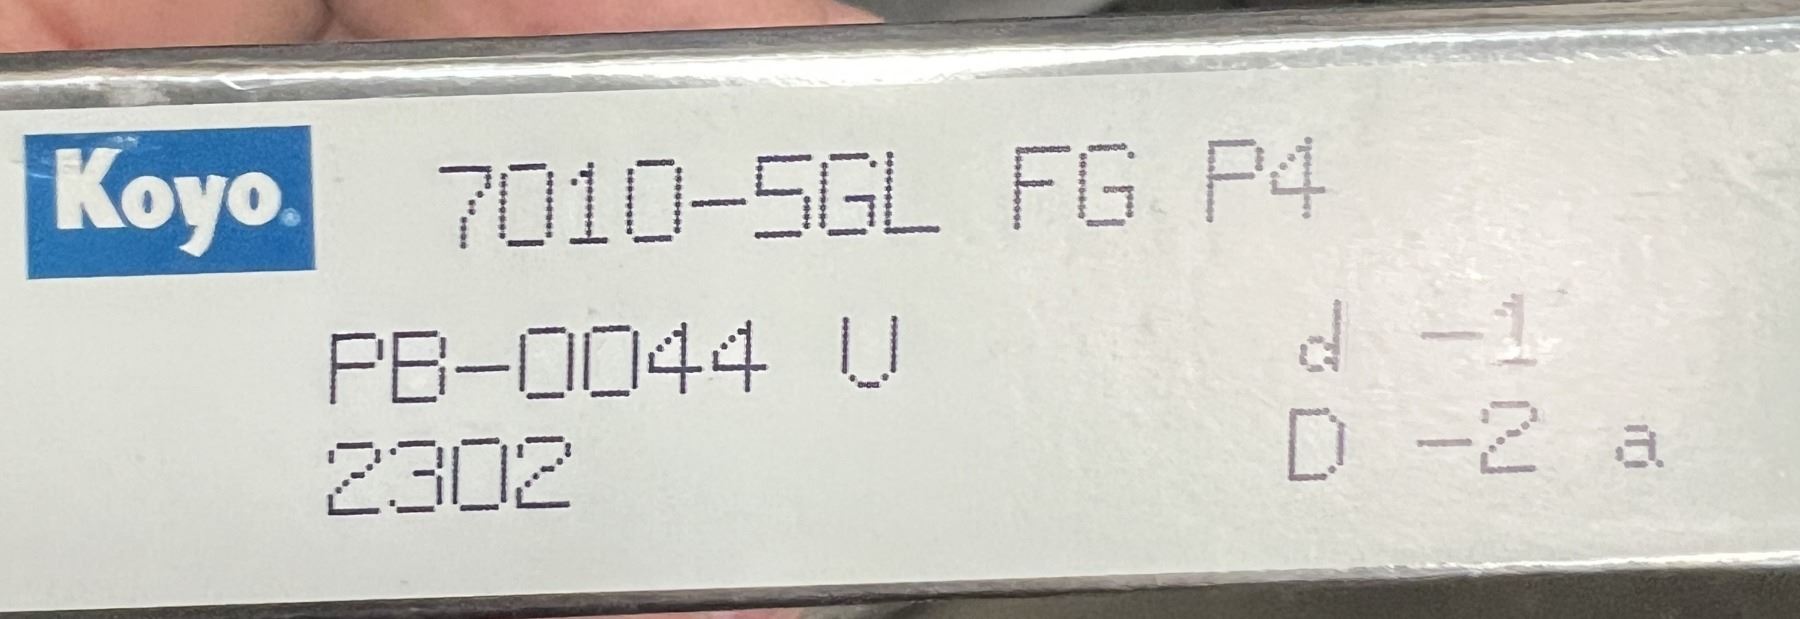 Koyo 7010-5GL FG P4
PB-0044 V d -1
2302 D -2 a